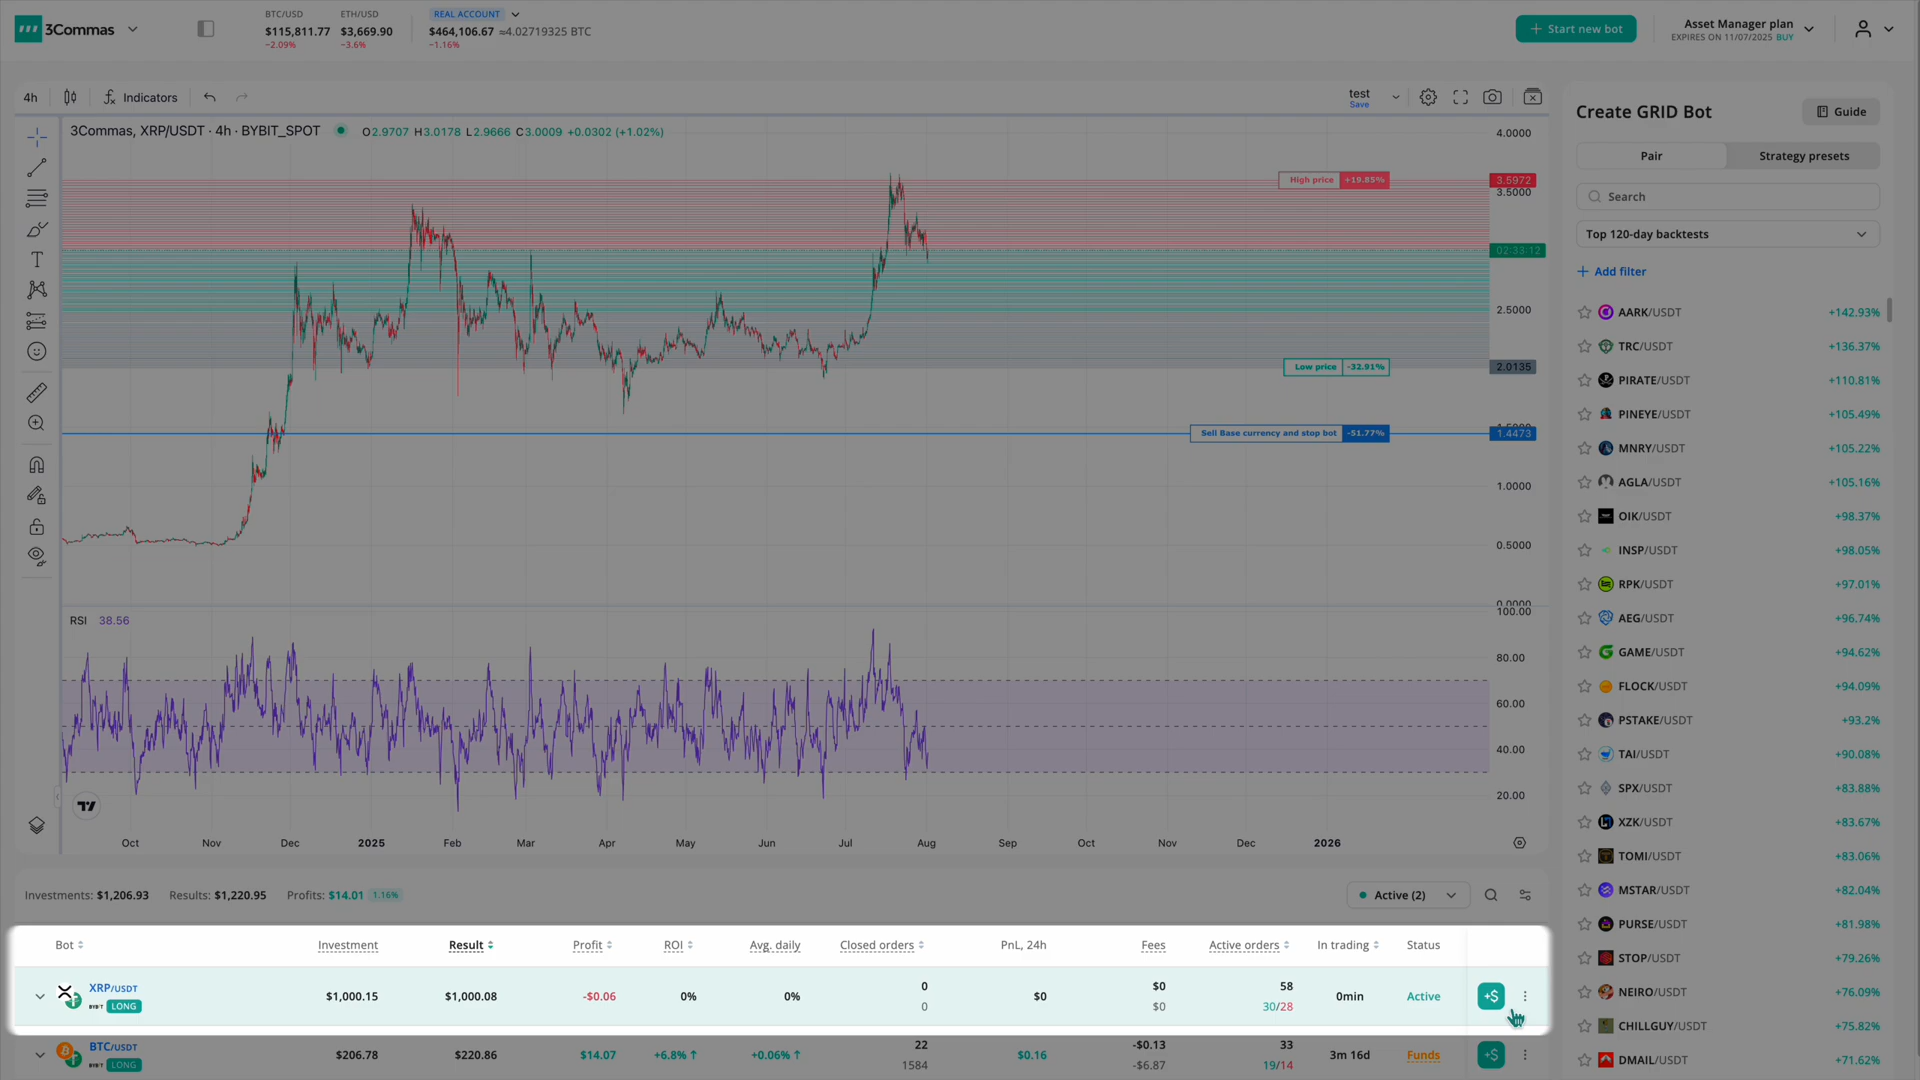 3Commas
BTC/USD
$115,811.77
−2.09%
ETH/USD
$3,669.90
−3.6%
REAL ACCOUNT
$464,106.67 ≈4.02719325 BTC
−1.16%
+ Start new bot
Asset Manager plan
EXPIRES ON 11/07/2025 BUY
4h
Indicators
test
Save
3Commas, XRP/USDT · 4h · BYBIT_SPOT
O2.9707 H3.0178 L2.9666 C3.0009 +0.0302 (+1.02%)
4.0000
High price +19.85%
3.5972
3.5000
02:33:12
2.5000
Low price -32.91%
2.0135
Sell Base currency and stop bot -51.77%
1.4473
1.0000
0.5000
0.0000
RSI 38.56
100.00
80.00
60.00
40.00
20.00
Oct Nov Dec 2025 Feb Mar Apr May Jun Jul Aug Sep Oct Nov Dec 2026
Create GRID Bot
Guide
Pair
Strategy presets
Search
Top 120-day backtests
+ Add filter
AARK/USDT +142.93%
TRC/USDT +136.37%
PIRATE/USDT +110.81%
PINEYE/USDT +105.49%
MNRY/USDT +105.22%
AGLA/USDT +105.16%
OIK/USDT +98.37%
INSP/USDT +98.05%
RPK/USDT +97.01%
AEG/USDT +96.74%
GAME/USDT +94.62%
FLOCK/USDT +94.09%
PSTAKE/USDT +93.2%
TAI/USDT +90.08%
SPX/USDT +83.88%
XZK/USDT +83.67%
TOMI/USDT +83.06%
MSTAR/USDT +82.04%
PURSE/USDT +81.98%
STOP/USDT +79.26%
NEIRO/USDT +76.09%
CHILLGUY/USDT +75.82%
DMAIL/USDT +71.62%
Investments: $1,206.93 Results: $1,220.95 Profits: $14.01 1.16%
Active (2)
Bot Investment Result Profit ROI Avg. daily Closed orders PnL, 24h Fees Active orders In trading Status
XRP/USDT
BYBIT LONG
$1,000.15 $1,000.08 -$0.06 0% 0%
0
0
$0
$0
$0
58
30/28
0min Active +$
BTC/USDT
BYBIT LONG
$206.78 $220.86 $14.07 +6.8% ↑ +0.06% ↑
22
1584
$0.16
-$0.13
-$6.87
33
19/14
3m 16d Funds +$